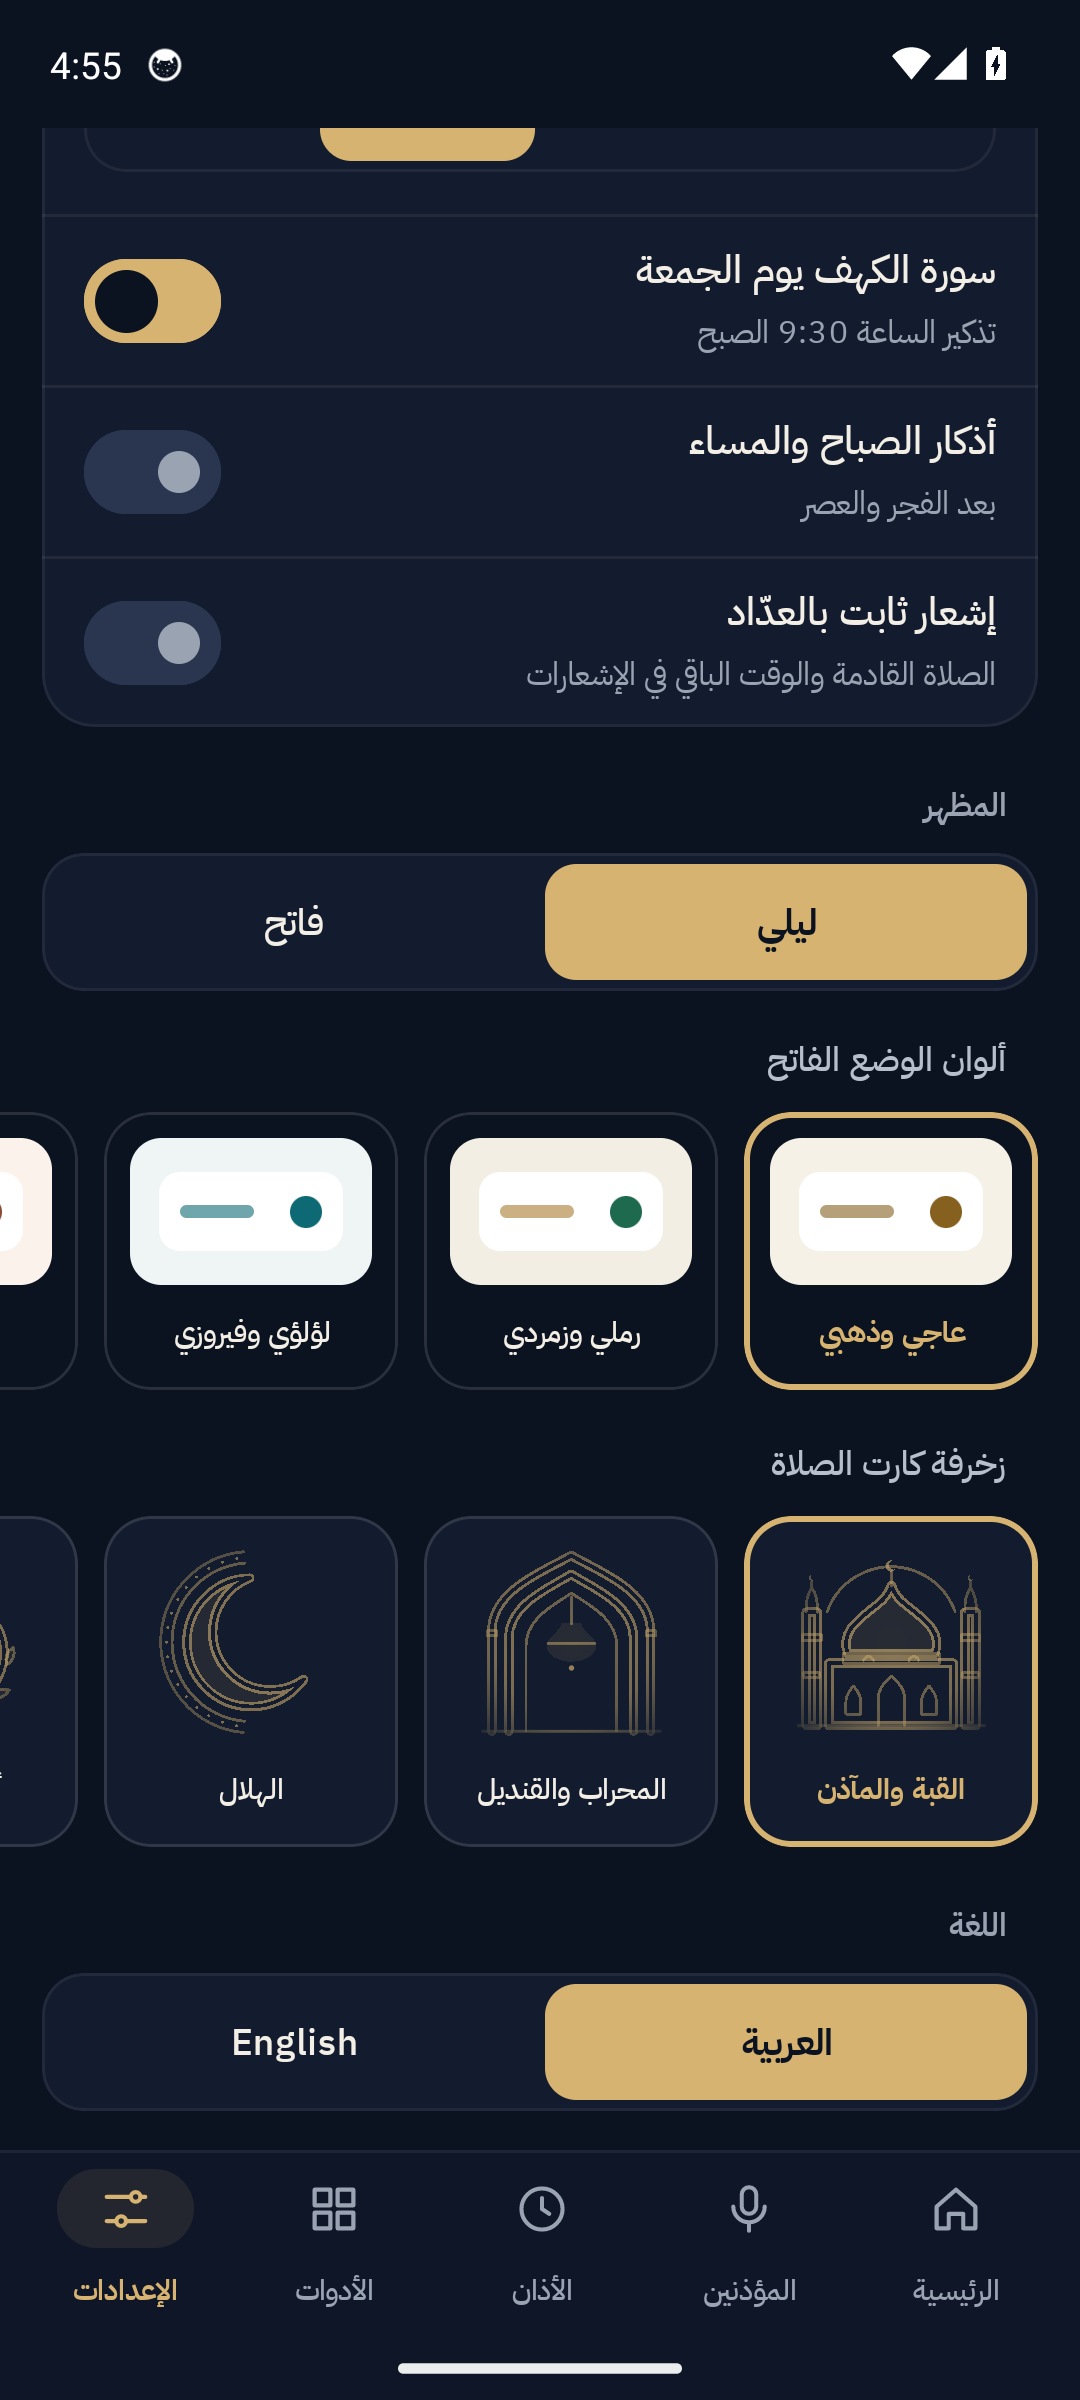 4:55
سورة الكهف يوم الجمعة
تذكير الساعة 9:30 الصبح
أذكار الصباح والمساء
بعد الفجر والعصر
إشعار ثابت بالعدّاد
الصلاة القادمة والوقت الباقي في الإشعارات
المظهر
ليلي
فاتح
ألوان الوضع الفاتح
عاجي وذهبي
رملي وزمردي
لؤلؤي وفيروزي
زخرفة كارت الصلاة
القبة والمآذن
المحراب والقنديل
الهلال
اللغة
العربية
English
الرئيسية
المؤذنين
الأذان
الأدوات
الإعدادات